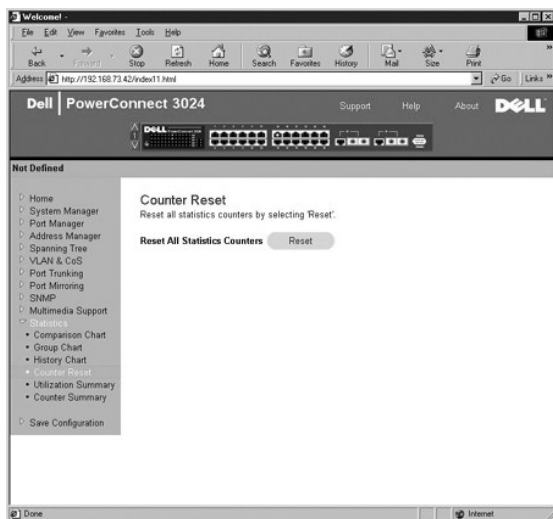 Welcome! -
File Edit View Favorites Tools Help
Back Forward Stop Refresh Home Search Favorites History Mail Size Print
Address http://192.168.73.42/index11.html Go Links
Dell PowerConnect 3024 Support Help About DELL
DELL
Not Defined
Home
System Manager
Port Manager
Address Manager
Spanning Tree
VLAN & CoS
Port Trunking
Port Mirroring
SNMP
Multimedia Support
Statistics
• Comparison Chart
• Group Chart
• History Chart
• Counter Reset
• Utilization Summary
• Counter Summary
Save Configuration
Counter Reset
Reset all statistics counters by selecting 'Reset'.
Reset All Statistics Counters Reset
Done Internet